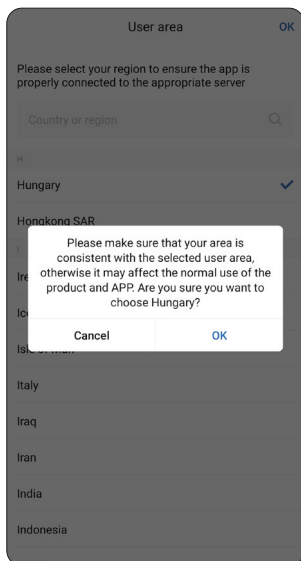 User area
OK
Please select your region to ensure the app is
properly connected to the appropriate server
Country or region
H
Hungary
Hongkong SAR
I
Please make sure that your area is
consistent with the selected user area,
otherwise it may affect the normal use of the
product and APP. Are you sure you want to
choose Hungary?
Cancel
OK
Isle of Man
Italy
Iraq
Iran
India
Indonesia